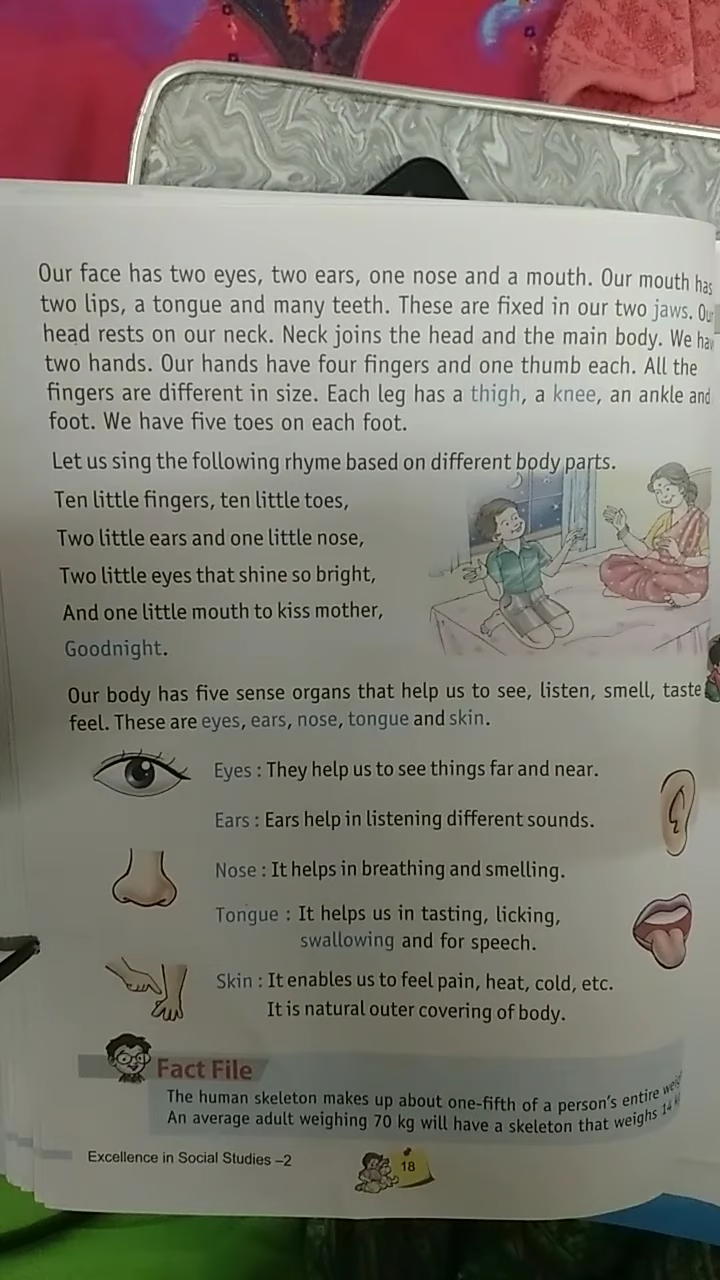 Our face has two eyes, two ears, one nose and a mouth. Our mouth has
two lips, a tongue and many teeth. These are fixed in our two jaws. Our
head rests on our neck. Neck joins the head and the main body. We hav
two hands. Our hands have four fingers and one thumb each. All the
fingers are different in size. Each leg has a thigh, a knee, an ankle and
foot. We have five toes on each foot.
Let us sing the following rhyme based on different body parts.
Ten little fingers, ten little toes,
Two little ears and one little nose,
Two little eyes that shine so bright,
And one little mouth to kiss mother,
Goodnight.
Our body has five sense organs that help us to see, listen, smell, taste
feel. These are eyes, ears, nose, tongue and skin.
Eyes : They help us to see things far and near.
Ears : Ears help in listening different sounds.
Nose : It helps in breathing and smelling.
Tongue : It helps us in tasting, licking,
swallowing and for speech.
Skin : It enables us to feel pain, heat, cold, etc.
It is natural outer covering of body.
Fact File
The human skeleton makes up about one-fifth of a person's entire weig
An average adult weighing 70 kg will have a skeleton that weighs 14 k
Excellence in Social Studies –2
18